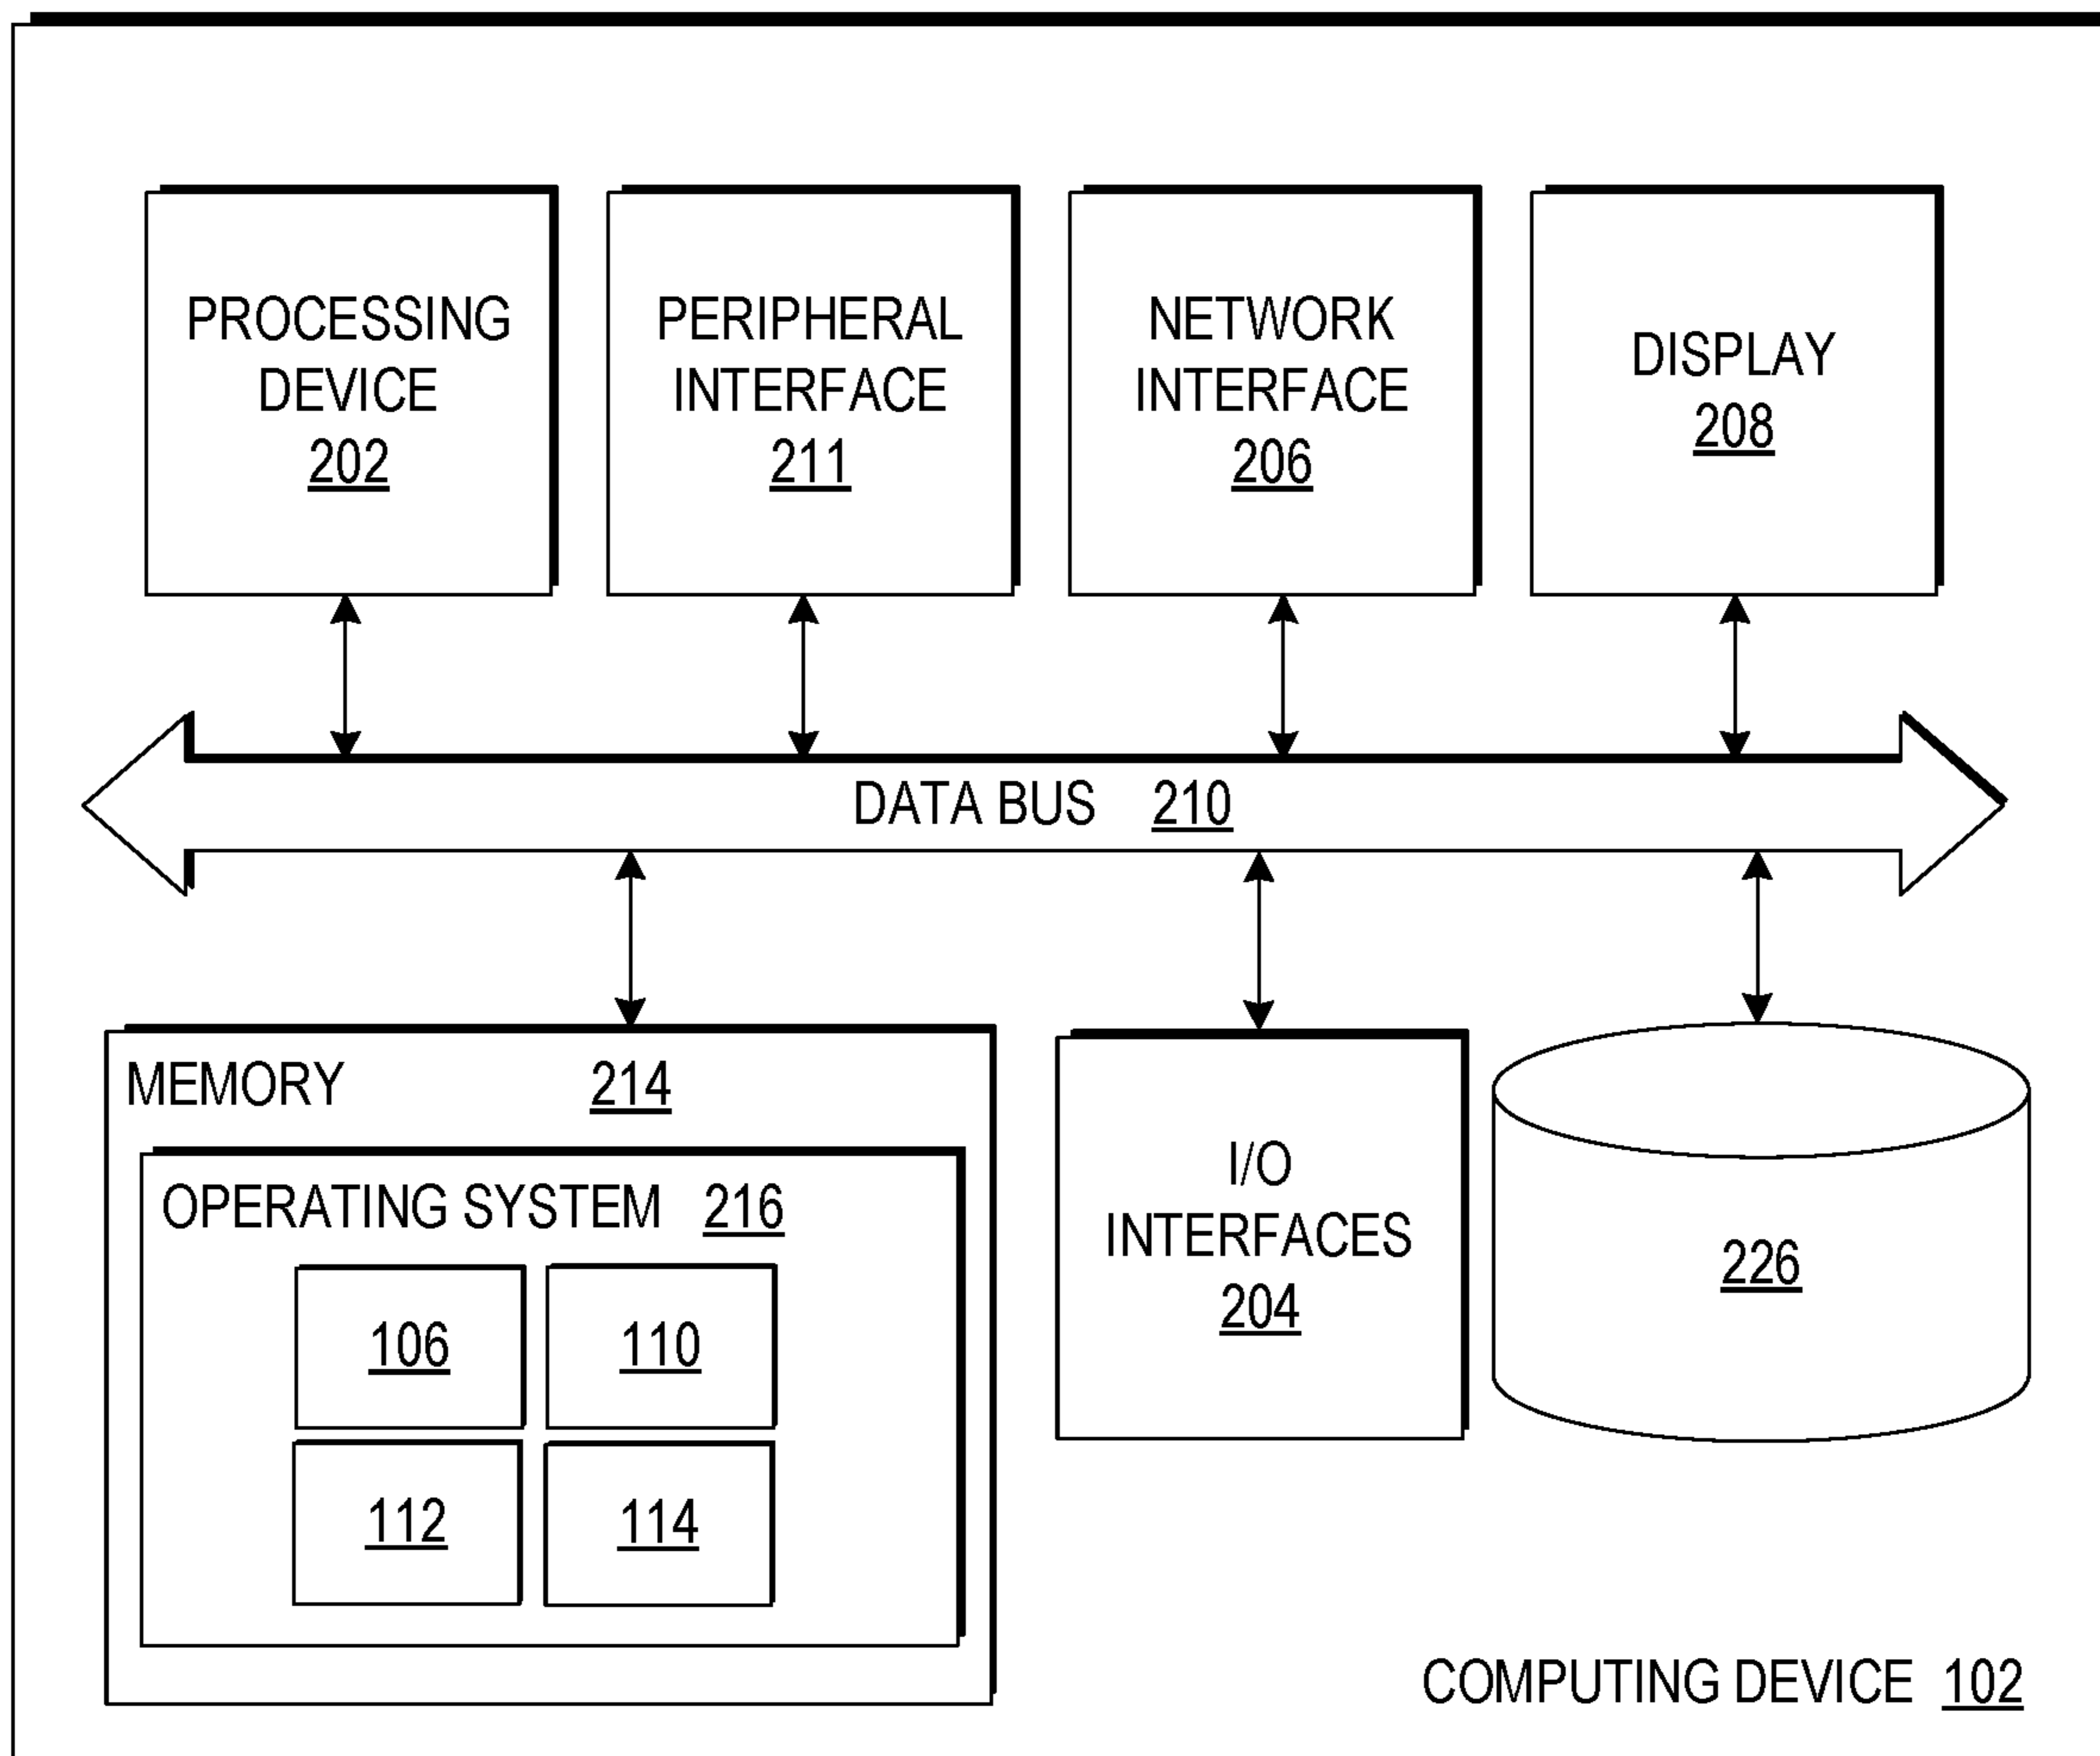 PROCESSING
DEVICE
202
PERIPHERAL
INTERFACE
211
NETWORK
INTERFACE
206
DISPLAY
208
DATA BUS 210
MEMORY 214
OPERATING SYSTEM 216
106
110
112
114
I/O
INTERFACES
204
226
COMPUTING DEVICE 102